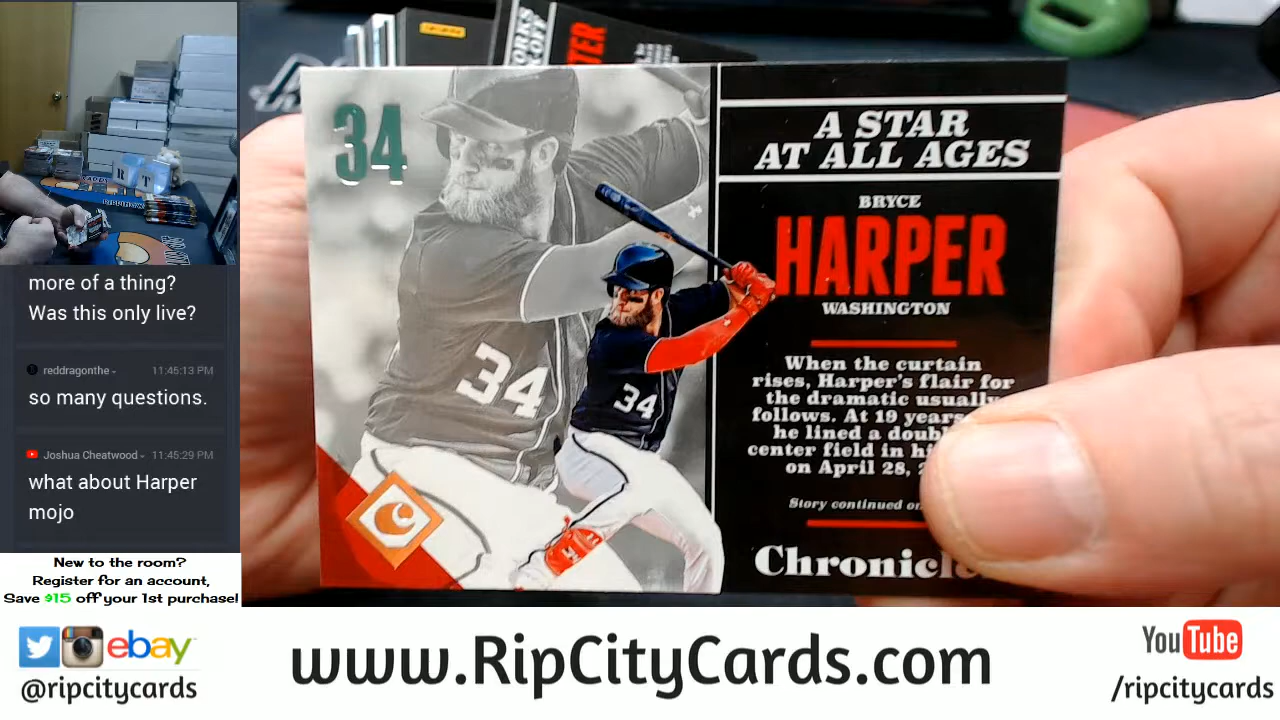 more of a thing?
Was this only live?
reddragonthe
11:45:13 PM
so many questions.
Joshua Cheatwood
11:45:29 PM
what about Harper
mojo
New to the room?
Register for an account,
Save $15 off your 1st purchase!
34
A STAR
AT ALL AGES
BRYCE
HARPER
WASHINGTON
When the curtain
rises, Harper's flair for
the dramatic usually
follows. At 19 years
he lined a doub
center field in hi
on April 28,
Story continued on
Chronicle
34
34
R T
ebay
@ripcitycards
www.RipCityCards.com
YouTube
/ripcitycards